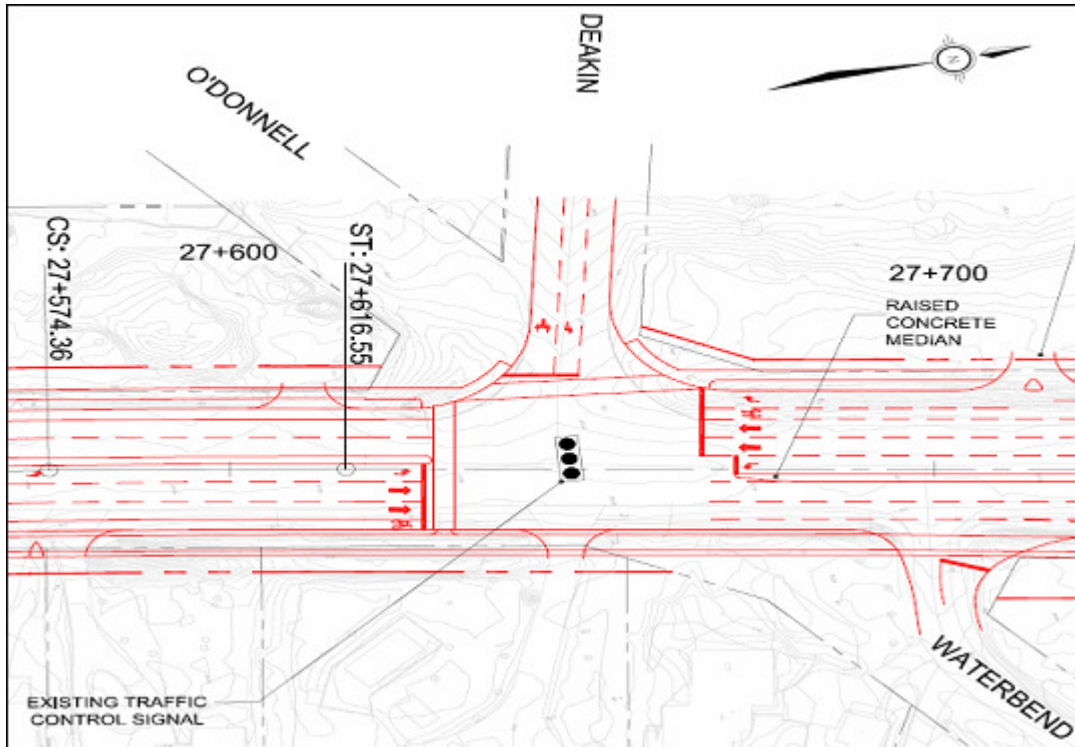 DEAKIN
N
O'DONNELL
CS: 27+574.36
27+600
ST: 27+616.55
27+700
RAISED
CONCRETE
MEDIAN
WATERBEND
EXISTING TRAFFIC
CONTROL SIGNAL